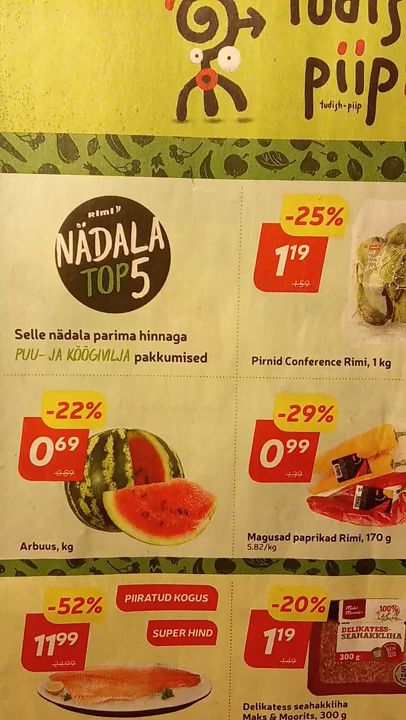 tudish
piip
tudish-piip
Rimi
NÄDALA
TOP5
Selle nädala parima hinnaga
PUU- JA KÖÖGIVILJA pakkumised
-25%
1 19
1.59
Pirnid Conference Rimi, 1 kg
-22%
0 69
0.89
Arbuus, kg
-29%
0 99
1.39
Magusad paprikad Rimi, 170 g
5.82/kg
-52%
11 99
24.99
PIIRATUD KOGUS
SUPER HIND
-20%
1 19
1.49
Maks & Moorits
100%
DELIKATESS-
SEAHAKKLIHA
300 g
Delikatess seahakkliha
Maks & Moorits, 300 g